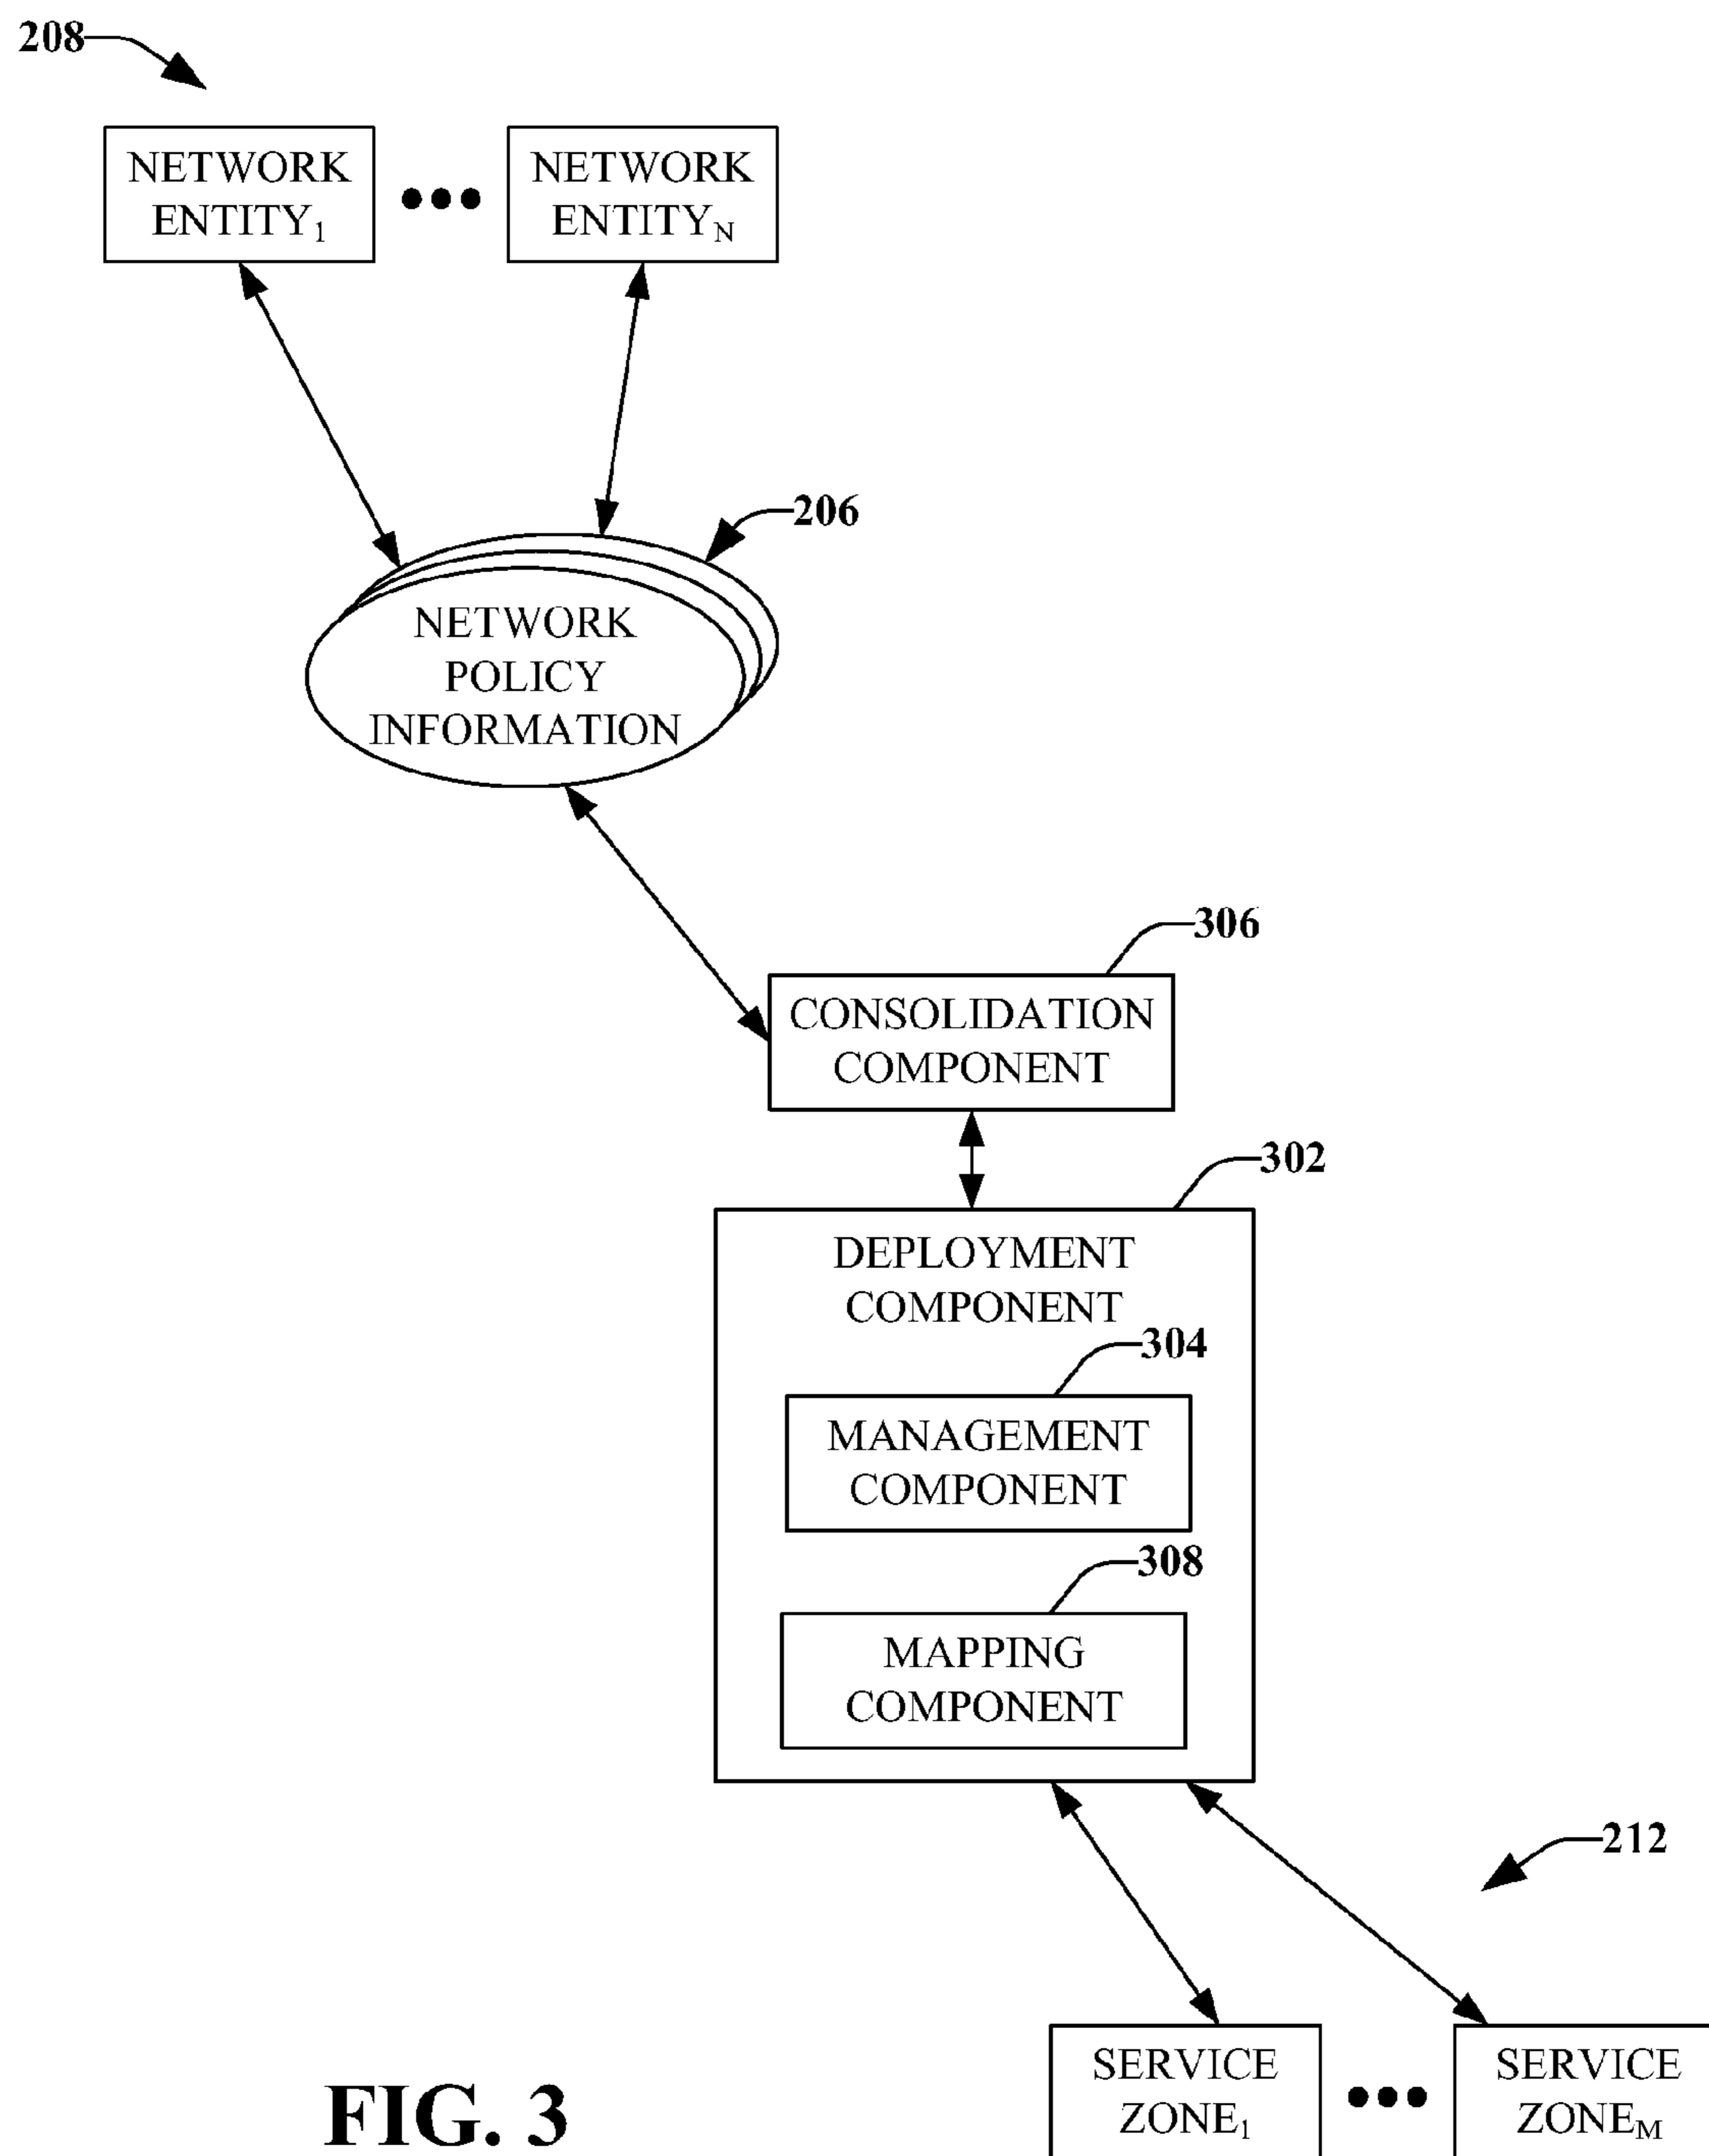 208
NETWORK
ENTITY₁
NETWORK
ENTITYN
206
NETWORK
POLICY
INFORMATION
306
CONSOLIDATION
COMPONENT
302
DEPLOYMENT
COMPONENT
304
MANAGEMENT
COMPONENT
308
MAPPING
COMPONENT
212
SERVICE
ZONE₁
SERVICE
ZONEM
FIG. 3